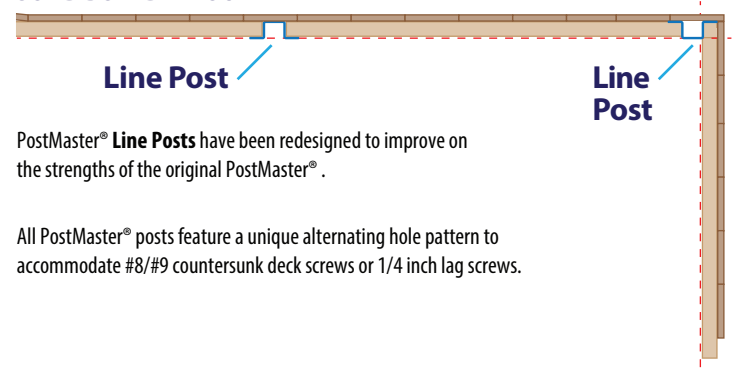 Line Post
Line
Post
PostMaster® Line Posts have been redesigned to improve on
the strengths of the original PostMaster® .
All PostMaster® posts feature a unique alternating hole pattern to
accommodate #8/#9 countersunk deck screws or 1/4 inch lag screws.